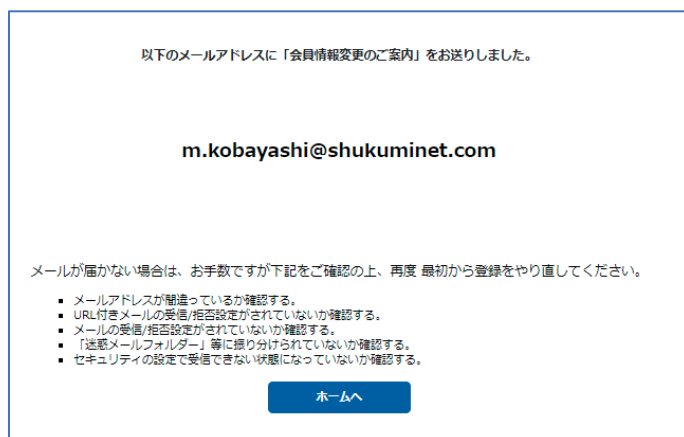 以下のメールアドレスに「会員情報変更のご案内」をお送りしました。
m.kobayashi@shukuminet.com
メールが届かない場合は、お手数ですが下記をご確認の上、再度 最初から登録をやり直してください。
▪ メールアドレスが間違っているか確認する。
▪ URL付きメールの受信/拒否設定がされていないか確認する。
▪ メールの受信/拒否設定がされていないか確認する。
▪ 「迷惑メールフォルダー」等に振り分けられていないか確認する。
▪ セキュリティの設定で受信できない状態になっていないか確認する。
ホームへ